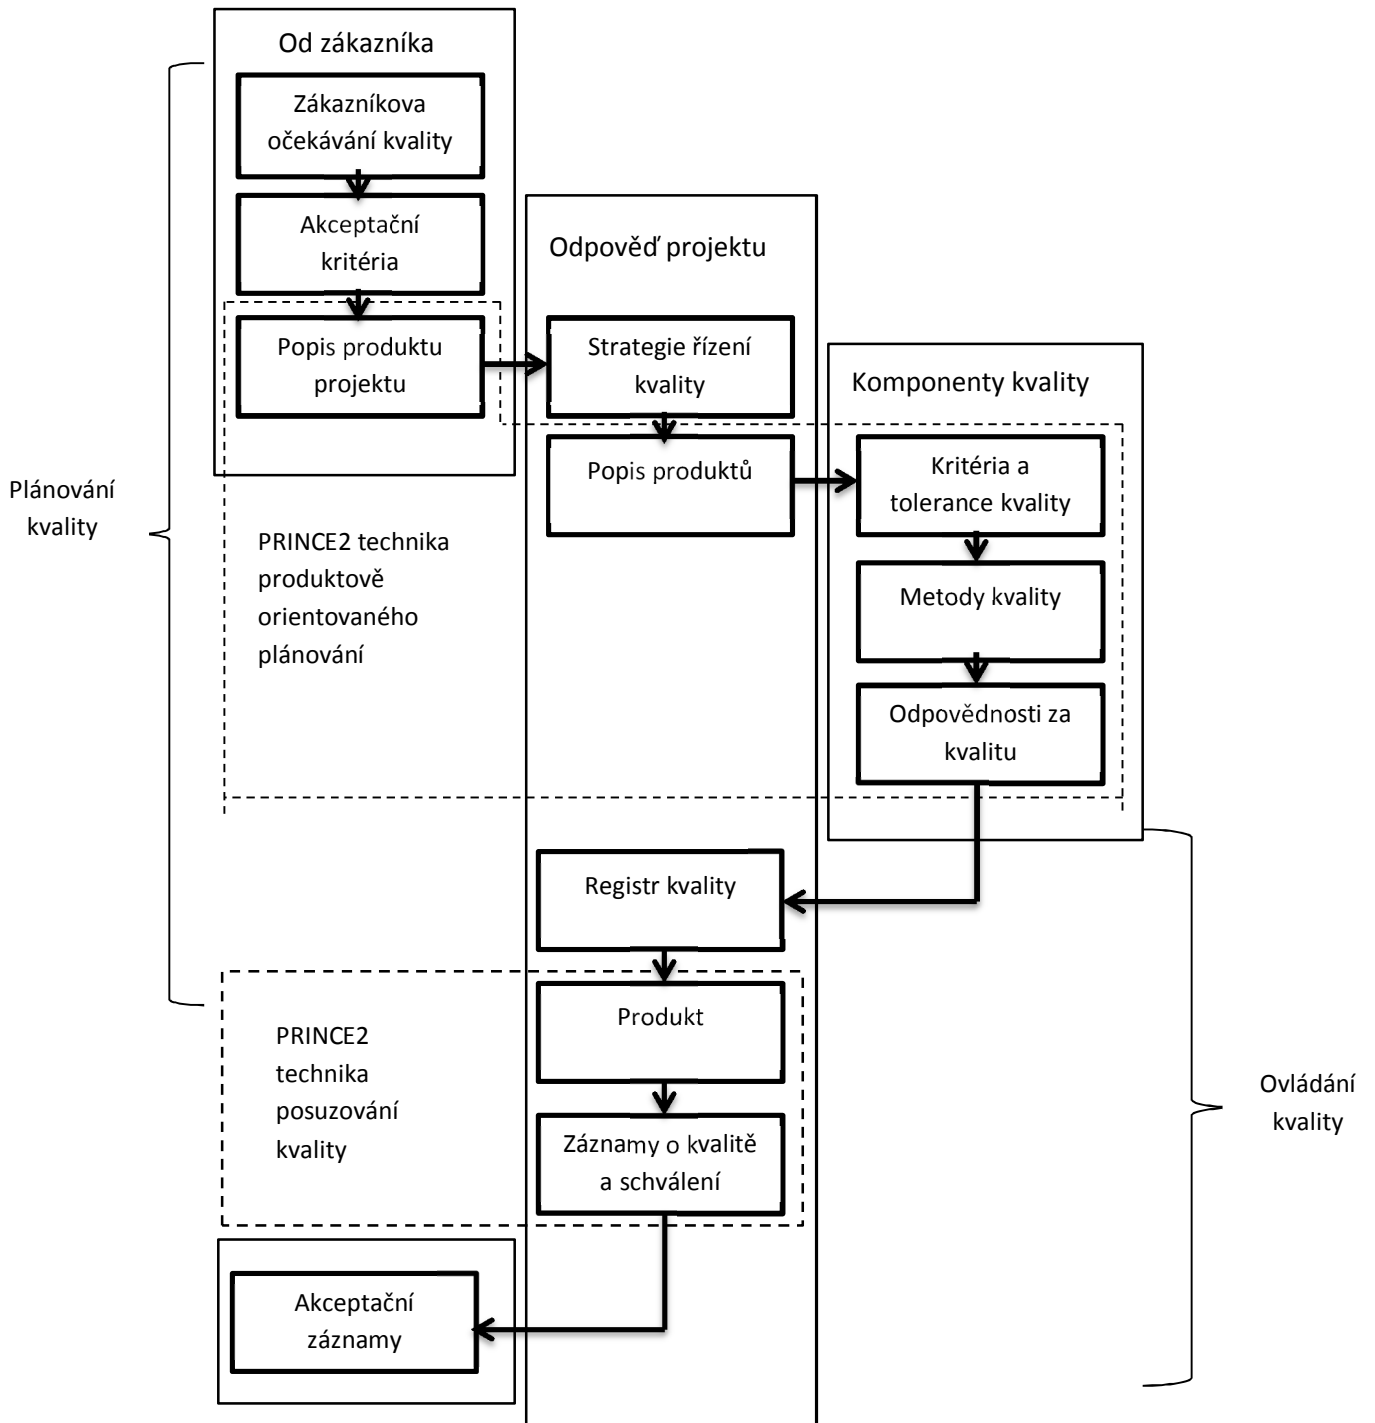 Od zákazníka
Zákazníkova
očekávání kvality
Akceptační
kritéria
Popis produktu
projektu
Odpověď projektu
Strategie řízení
kvality
Popis produktů
Komponenty kvality
Kritéria a
tolerance kvality
Metody kvality
Odpovědnosti za
kvalitu
Plánování
kvality
PRINCE2 technika
produktově
orientovaného
plánování
Registr kvality
Produkt
Záznamy o kvalitě
a schválení
PRINCE2
technika
posuzování
kvality
Ovládání
kvality
Akceptační
záznamy